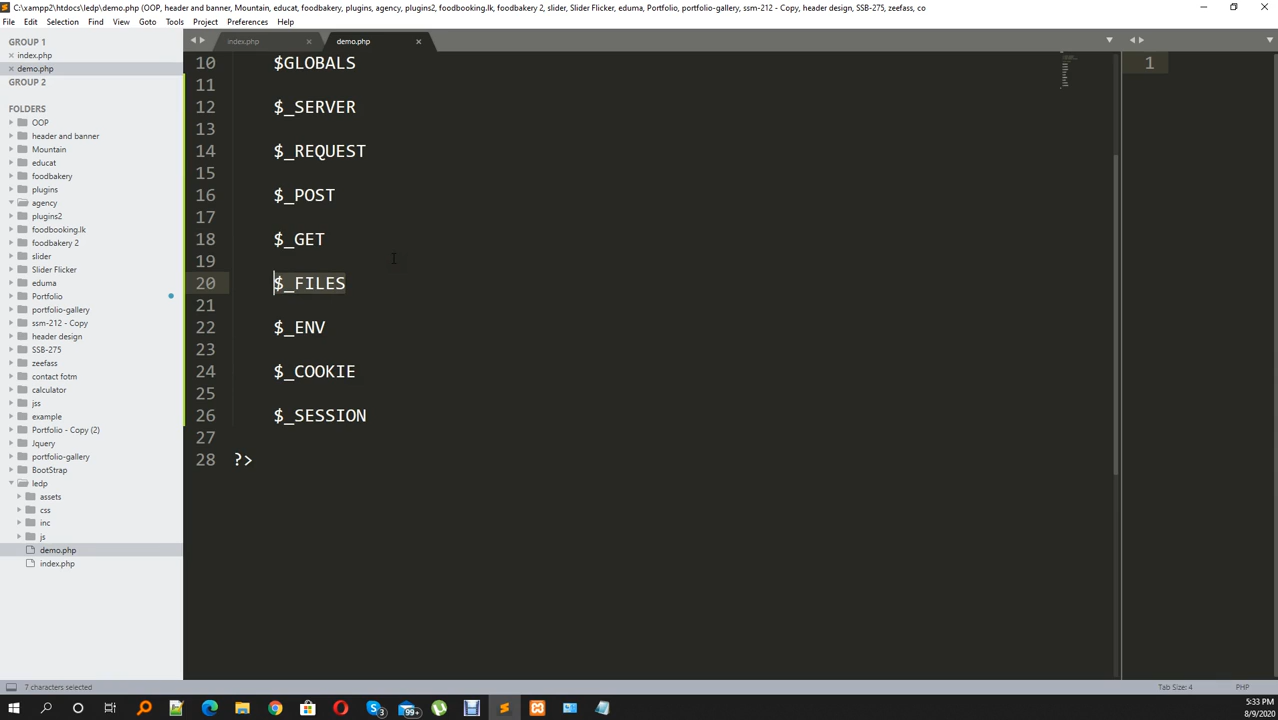 C:\xampp2\htdocs\ledp\demo.php (OOP, header and banner, Mountain, educat, foodbakery, plugins, agency, plugins2, foodbooking.lk, foodbakery 2, slider, Slider Flicker, eduma, Portfolio, portfolio-gallery, ssm-212 - Copy, header design, SSB-275, zeefass, co
File Edit Selection Find View Goto Tools Project Preferences Help
GROUP 1
index.php
demo.php
GROUP 2
FOLDERS
OOP
header and banner
Mountain
educat
foodbakery
plugins
agency
plugins2
foodbooking.lk
foodbakery 2
slider
Slider Flicker
eduma
Portfolio
portfolio-gallery
ssm-212 - Copy
header design
SSB-275
zeefass
contact fotm
calculator
jss
example
Portfolio - Copy (2)
Jquery
portfolio-gallery
BootStrap
ledp
assets
css
inc
js
demo.php
index.php
index.php demo.php
10 $GLOBALS
11
12 $_SERVER
13
14 $_REQUEST
15
16 $_POST
17
18 $_GET
19
20 $_FILES
21
22 $_ENV
23
24 $_COOKIE
25
26 $_SESSION
27
28 ?>
1
7 characters selected
Tab Size: 4 PHP
3 99+
5:33 PM
8/9/2020